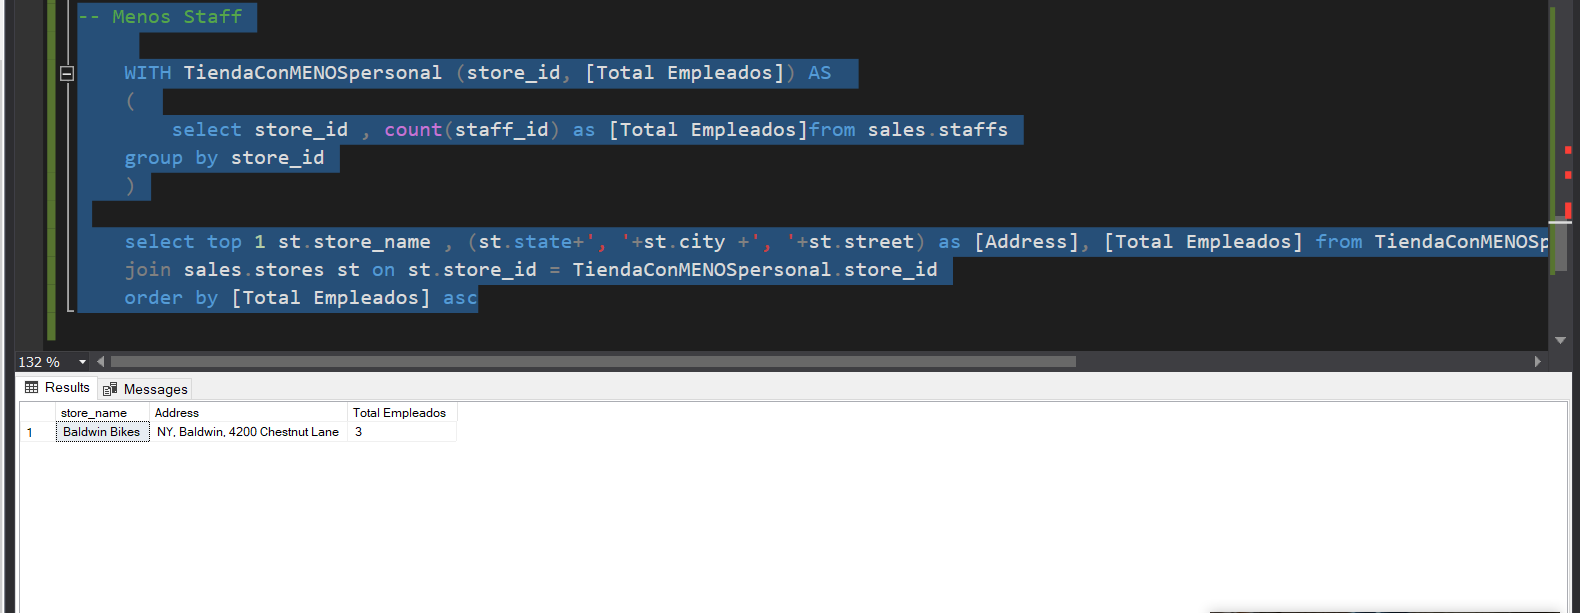 -- Menos Staff
WITH TiendaConMENOSpersonal (store_id, [Total Empleados]) AS
(
select store_id , count(staff_id) as [Total Empleados]from sales.staffs
group by store_id
)
select top 1 st.store_name , (st.state+', '+st.city +', '+st.street) as [Address], [Total Empleados] from TiendaConMENOSp
join sales.stores st on st.store_id = TiendaConMENOSpersonal.store_id
order by [Total Empleados] asc
132 %
Results Messages
store_name Address Total Empleados
1 Baldwin Bikes NY, Baldwin, 4200 Chestnut Lane 3